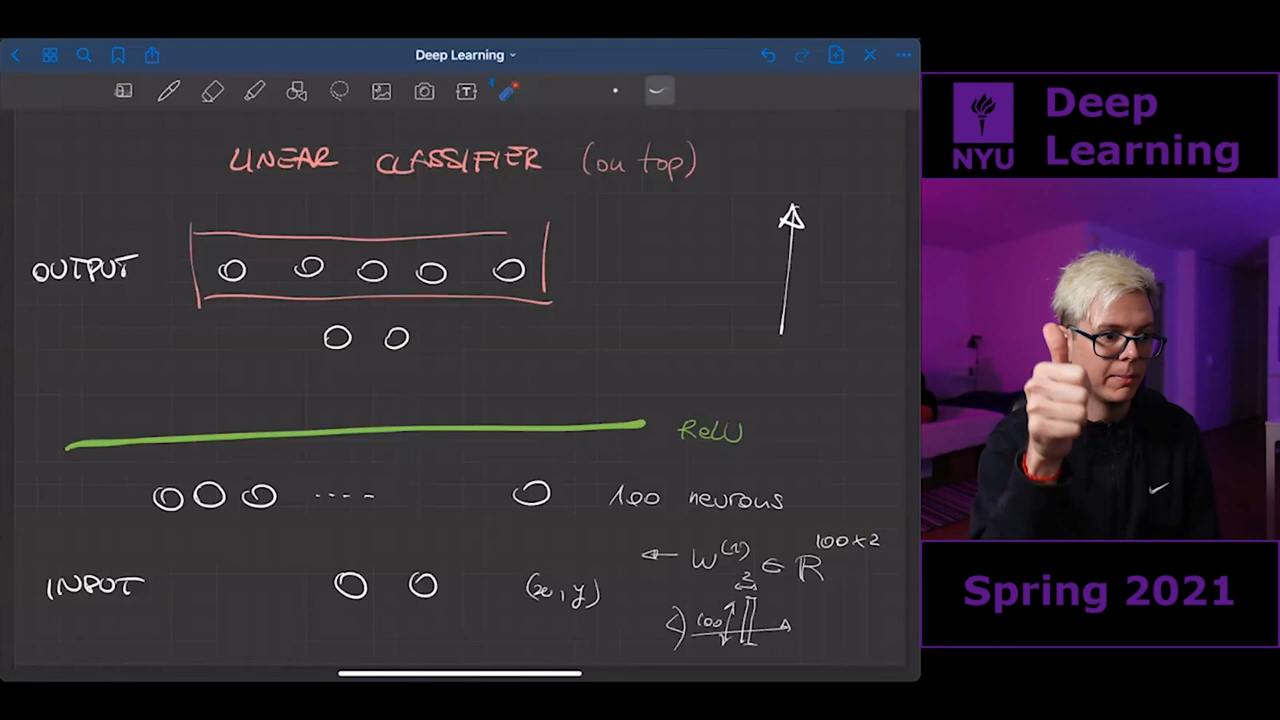 Deep Learning
LINEAR CLASSIFIER (on top)
OUTPUT
ReLU
.... 100 neurons
← W(1) ∈ R 100×2
INPUT (x, y)
2
100
NYU
Deep
Learning
Spring 2021